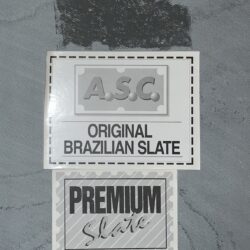 A.S.C.
ORIGINAL
BRAZILIAN SLATE
PREMIUM
Slate